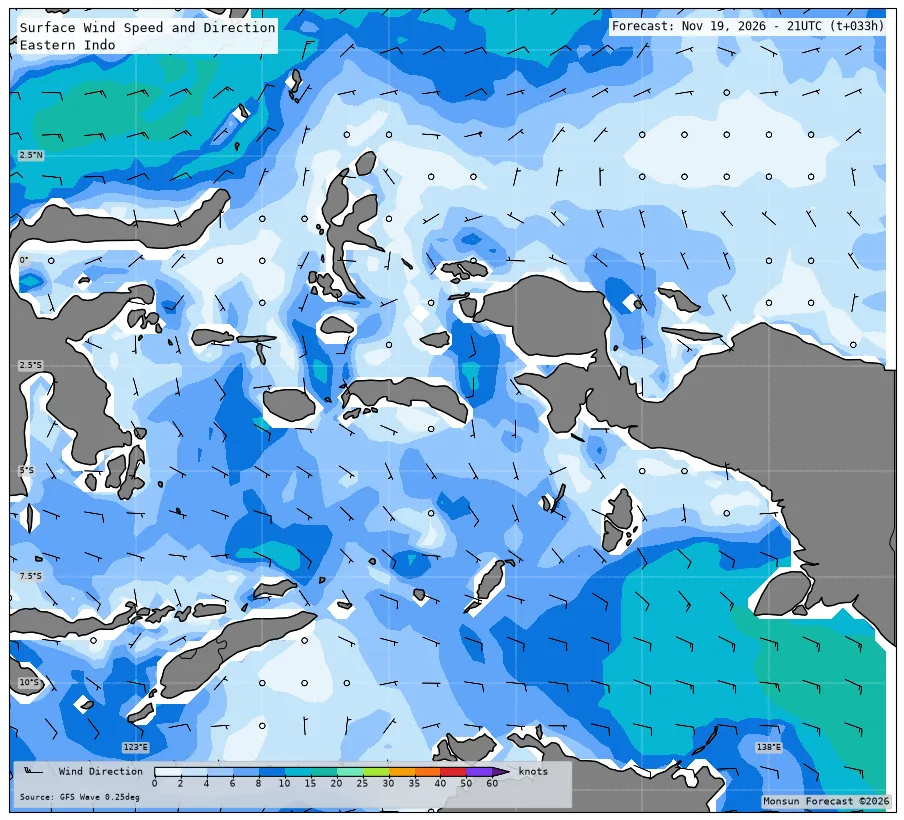 Surface Wind Speed and Direction
Eastern Indo
Forecast: Nov 19, 2026 - 21UTC (t+033h)
2.5°N
0°
2.5°S
5°S
7.5°S
10°S
123°E
138°E
Wind Direction
0 2 4 6 8 10 15 20 25 30 35 40 50 60
knots
Source: GFS Wave 0.25deg
Monsun Forecast ©2026